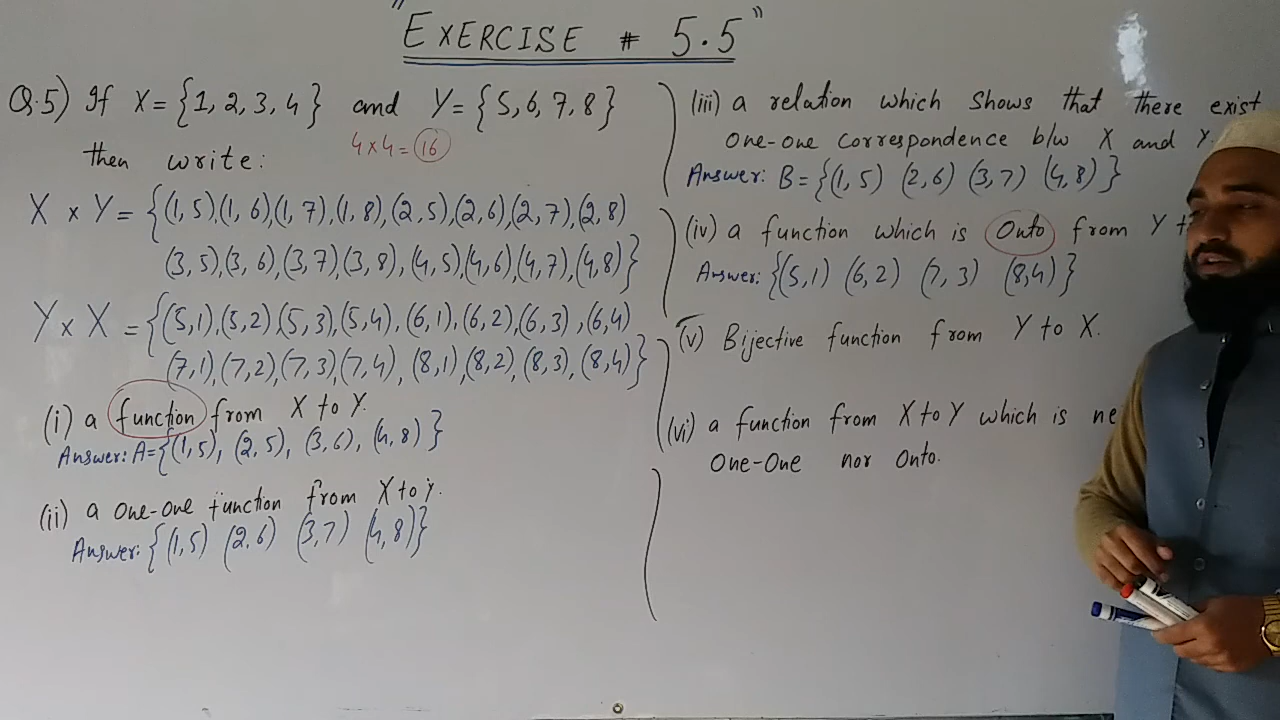 "EXERCISE # 5.5"
Q.5) If X = {1, 2, 3, 4} and Y = {5, 6, 7, 8}
4 x 4 = 16
then write:
X x Y = {(1, 5),(1, 6)(1, 7),(1, 8),(2, 5),(2, 6),(2, 7),(2, 8)
(3, 5)(3, 6),(3, 7)(3, 8),(4, 5)(4, 6),(4, 7),(4, 8)}
Y x X = {(5, 1),(5, 2)(5, 3)(5, 4),(6, 1),(6, 2)(6, 3),(6, 4)
(7, 1),(7, 2)(7, 3)(7, 4),(8, 1),(8, 2),(8, 3),(8, 4)}
(i) a function from X to Y.
Answer: A={(1, 5), (2, 5), (3, 6), (4, 8)}
(ii) a one-one function from X to Y.
Answer: {(1, 5) (2, 6) (3, 7) (4, 8)}
(iii) a relation which shows that there exist
one-one correspondence b/w X and Y.
Answer: B = {(1, 5) (2, 6) (3, 7) (4, 8)}
(iv) a function which is Onto from Y
Answer: {(5, 1) (6, 2) (7, 3) (8, 4)}
(v) Bijective function from Y to X.
(vi) a function from X to Y which is ne
One-One nor Onto.